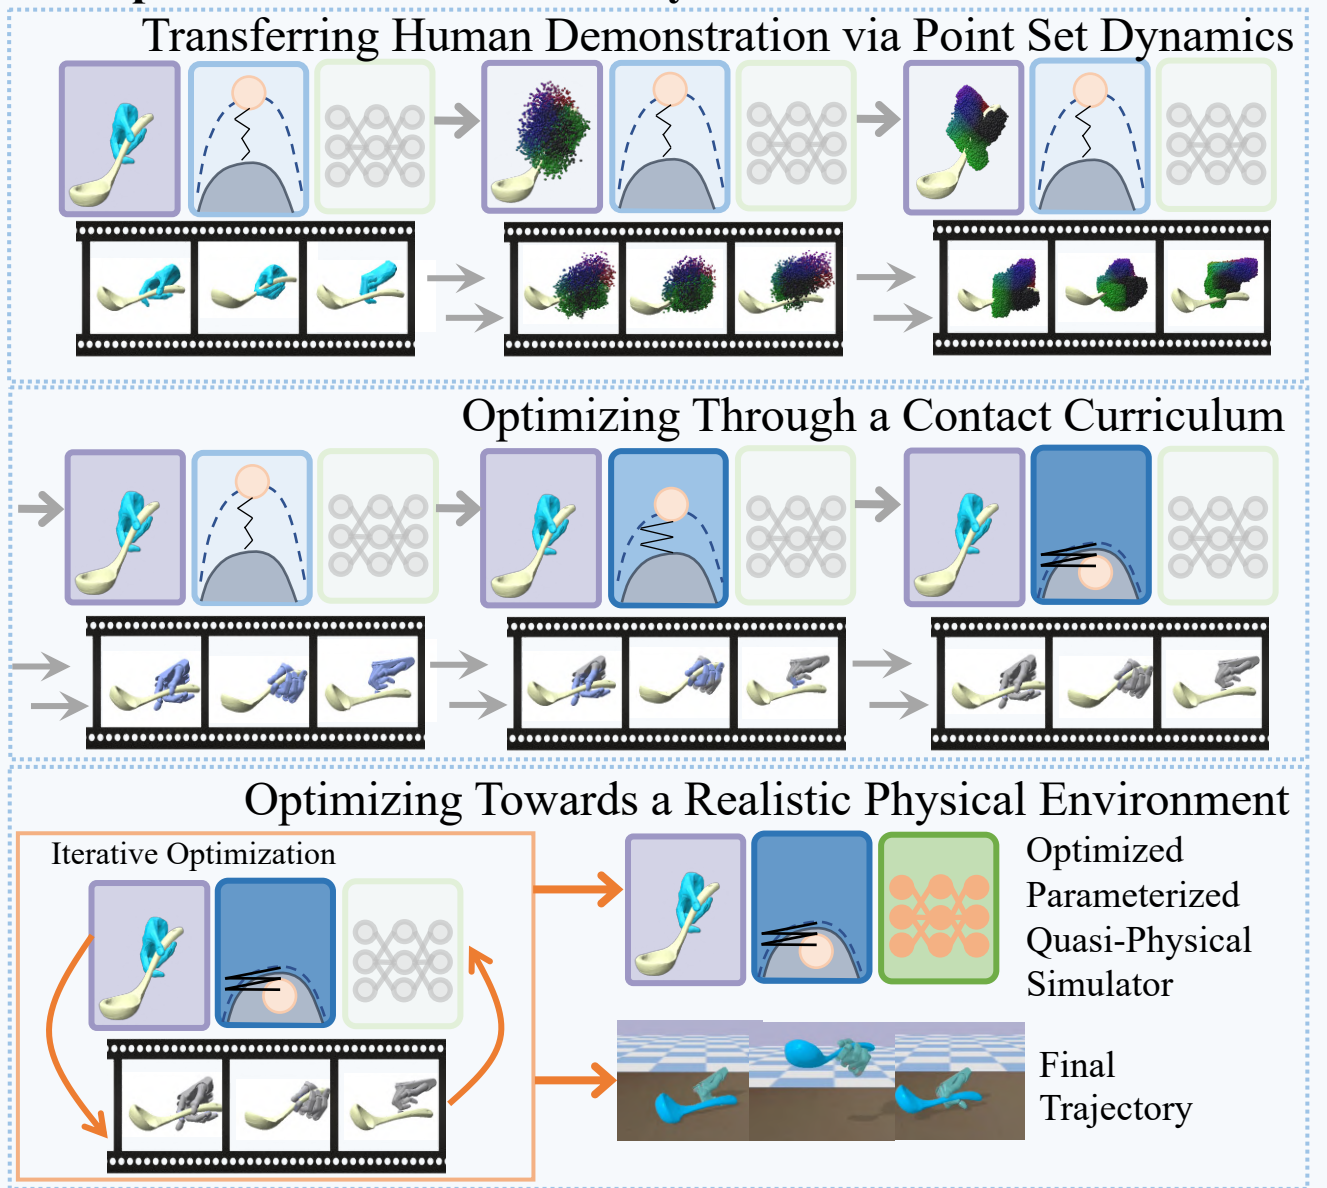 Transferring Human Demonstration via Point Set Dynamics
Optimizing Through a Contact Curriculum
Optimizing Towards a Realistic Physical Environment
Iterative Optimization
Optimized
Parameterized
Quasi-Physical
Simulator
Final
Trajectory